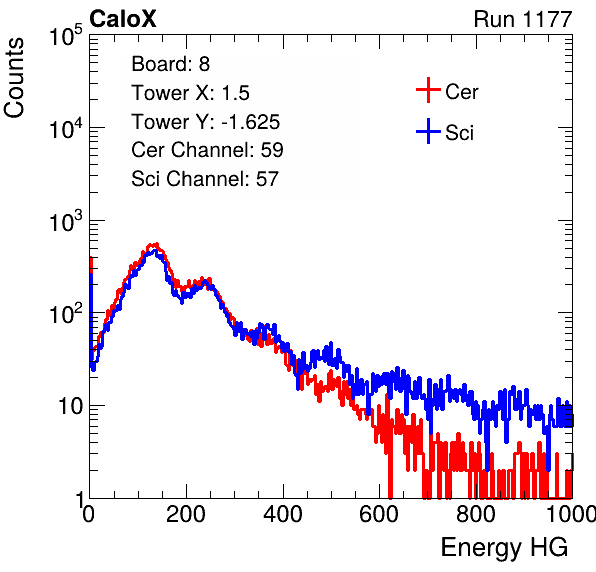 CaloX Run 1177
Counts
Board: 8
Tower X: 1.5
Tower Y: -1.625
Cer Channel: 59
Sci Channel: 57
Cer
Sci
10^5
10^4
10^3
10^2
10
1
0 200 400 600 800 1000
Energy HG